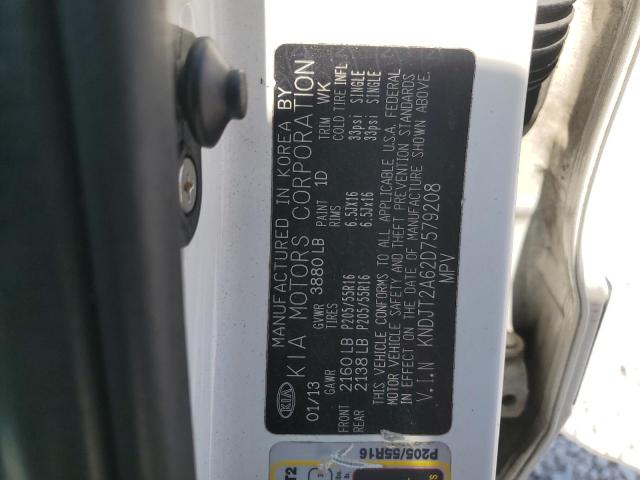 KIA
MANUFACTURED IN KOREA BY
KIA MOTORS CORPORATION
01/13 GVWR 3880 LB PAINT 1D TRIM WK
GAWR TIRES RIMS COLD TIRE INFL
FRONT 2160 LB P205/55R16 6.5JX16 33psi SINGLE
REAR 2138 LB P205/55R16 6.5JX16 33psi SINGLE
THIS VEHICLE CONFORMS TO ALL APPLICABLE U.S.A. FEDERAL
MOTOR VEHICLE SAFETY AND THEFT PREVENTION STANDARDS
IN EFFECT ON THE DATE OF MANUFACTURE SHOWN ABOVE.
V.I.N KNDJT2A62D7579208
MPV
P205/55R16